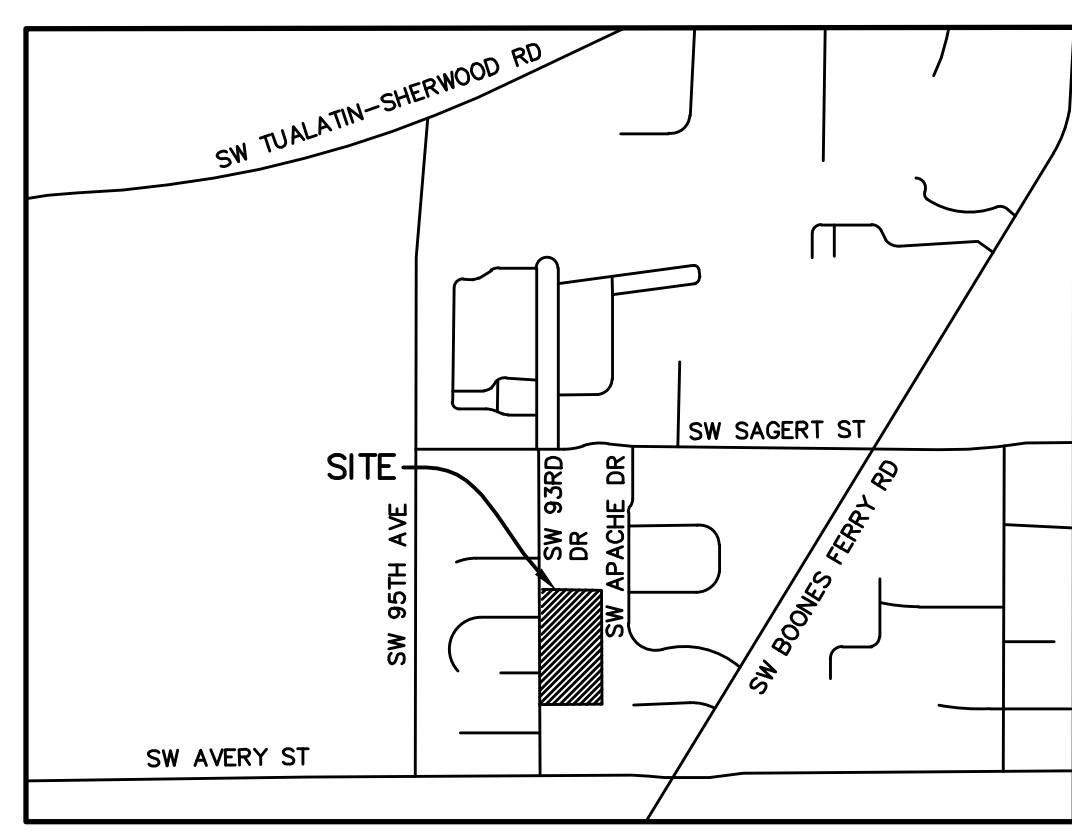 SW TUALATIN-SHERWOOD RD
SW SAGERT ST
SITE
SW 93RD
DR
SW APACHE DR
SW 95TH AVE
SW BOONES FERRY RD
SW AVERY ST